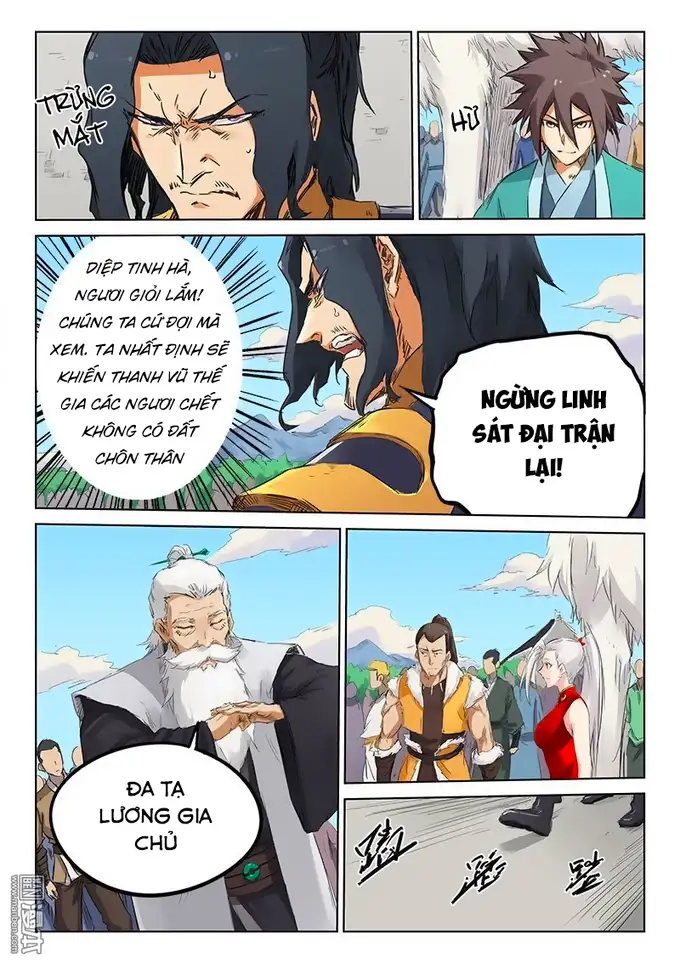 TRỪNG
MẮT
HỪ
DIỆP TINH HÀ,
NGƯƠI GIỎI LẮM!
CHÚNG TA CỨ ĐỢI MÀ
XEM. TA NHẤT ĐỊNH SẼ
KHIẾN THANH VŨ THẾ
GIA CÁC NGƯƠI CHẾT
KHÔNG CÓ ĐẤT
CHÔN THÂN
NGỪNG LINH
SÁT ĐẠI TRẬN
LẠI!
ĐA TẠ
LƯƠNG GIA
CHỦ